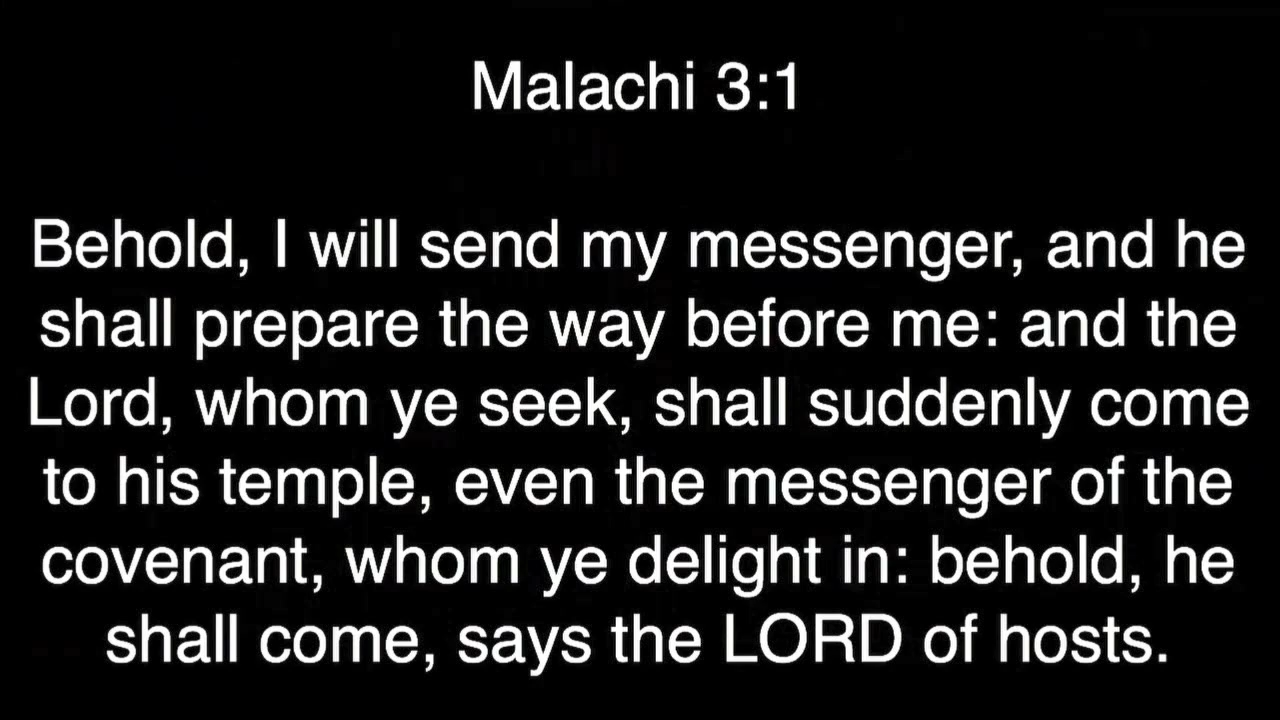 Malachi 3:1
Behold, I will send my messenger, and he
shall prepare the way before me: and the
Lord, whom ye seek, shall suddenly come
to his temple, even the messenger of the
covenant, whom ye delight in: behold, he
shall come, says the LORD of hosts.